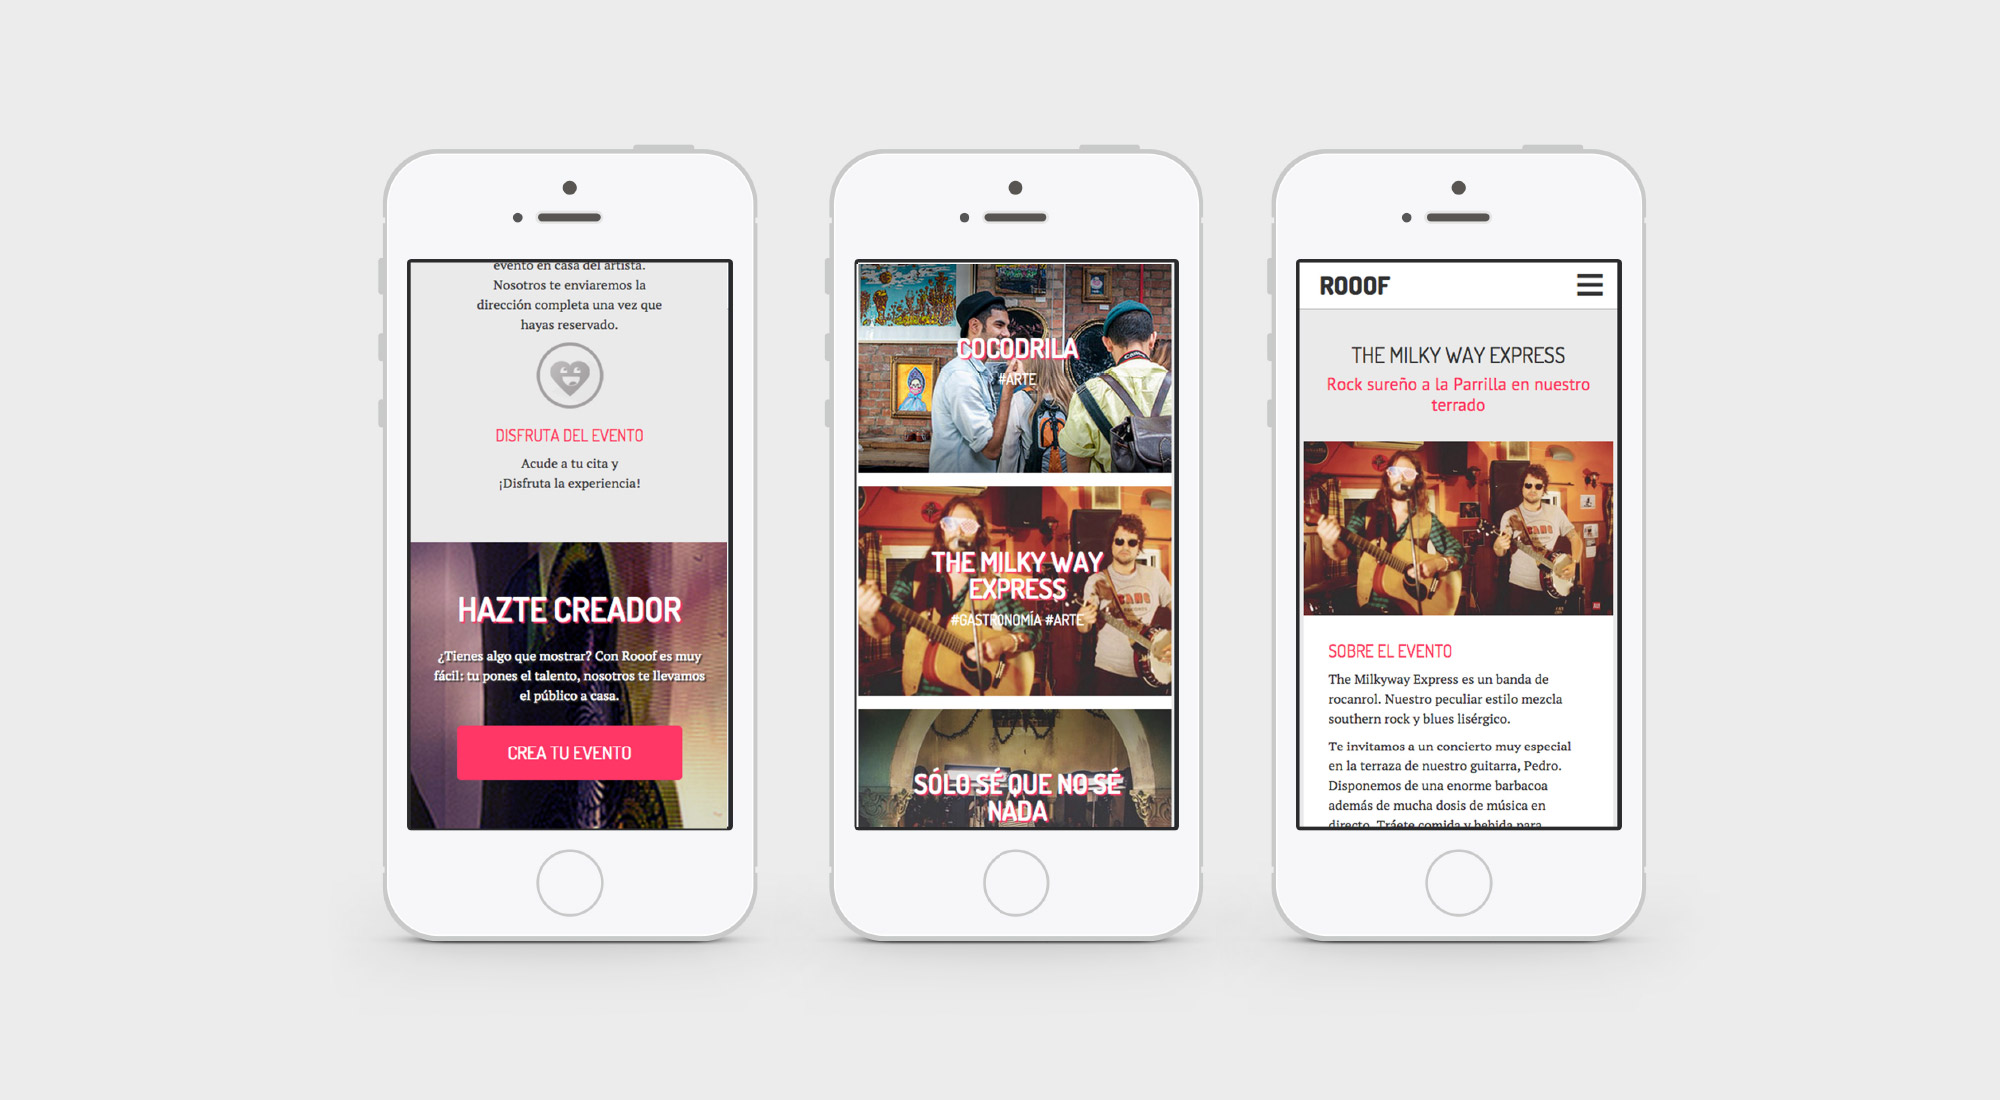 evento en casa del artista.
Nosotros te enviaremos la
dirección completa una vez que
hayas reservado.
DISFRUTA DEL EVENTO
Acude a tu cita y
¡Disfruta la experiencia!
HAZTE CREADOR
¿Tienes algo que mostrar? Con Rooof es muy
fácil: tu pones el talento, nosotros te llevamos
el público a casa.
CREA TU EVENTO
COCODRILA
#ARTE
THE MILKY WAY
EXPRESS
#GASTRONOMÍA #ARTE
SÓLO SÉ QUE NO SÉ
NADA
ROOOF
THE MILKY WAY EXPRESS
Rock sureño a la Parrilla en nuestro
terrado
SOBRE EL EVENTO
The Milkyway Express es un banda de
rocanrol. Nuestro peculiar estilo mezcla
southern rock y blues lisérgico.
Te invitamos a un concierto muy especial
en la terraza de nuestro guitarra, Pedro.
Disponemos de una enorme barbacoa
además de mucha dosis de música en
directo. Tráete comida y bebida para